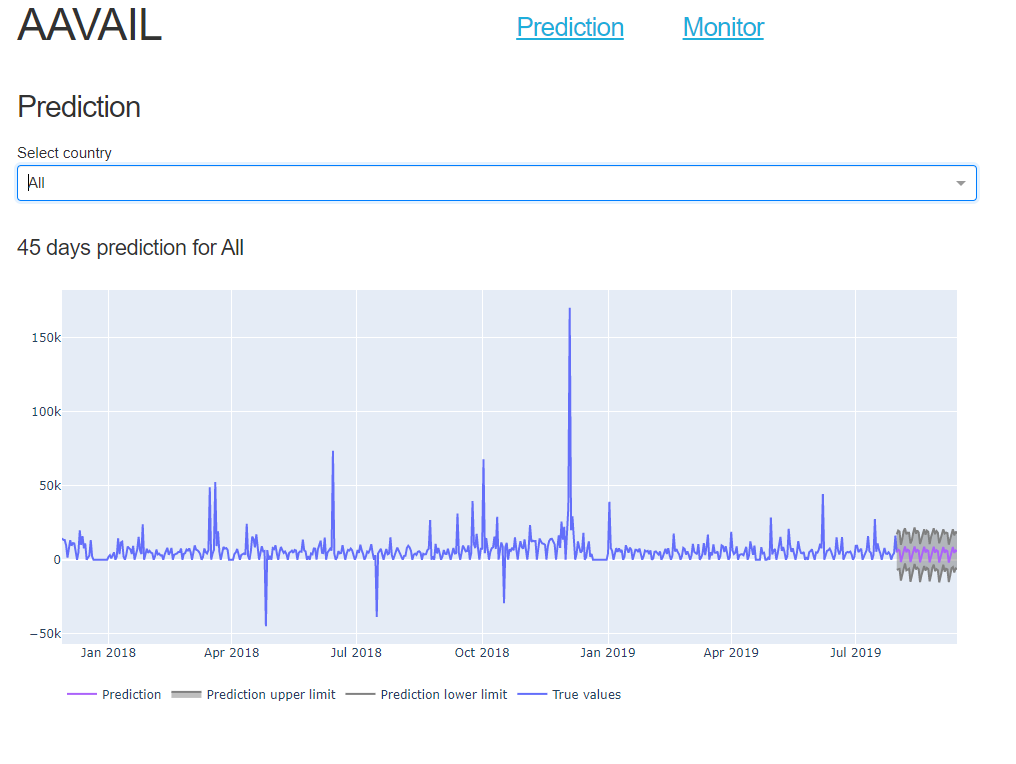 AAVAIL
Prediction Monitor
Prediction
Select country
All
45 days prediction for All
150k
100k
50k
0
−50k
Jan 2018 Apr 2018 Jul 2018 Oct 2018 Jan 2019 Apr 2019 Jul 2019
Prediction Prediction upper limit Prediction lower limit True values